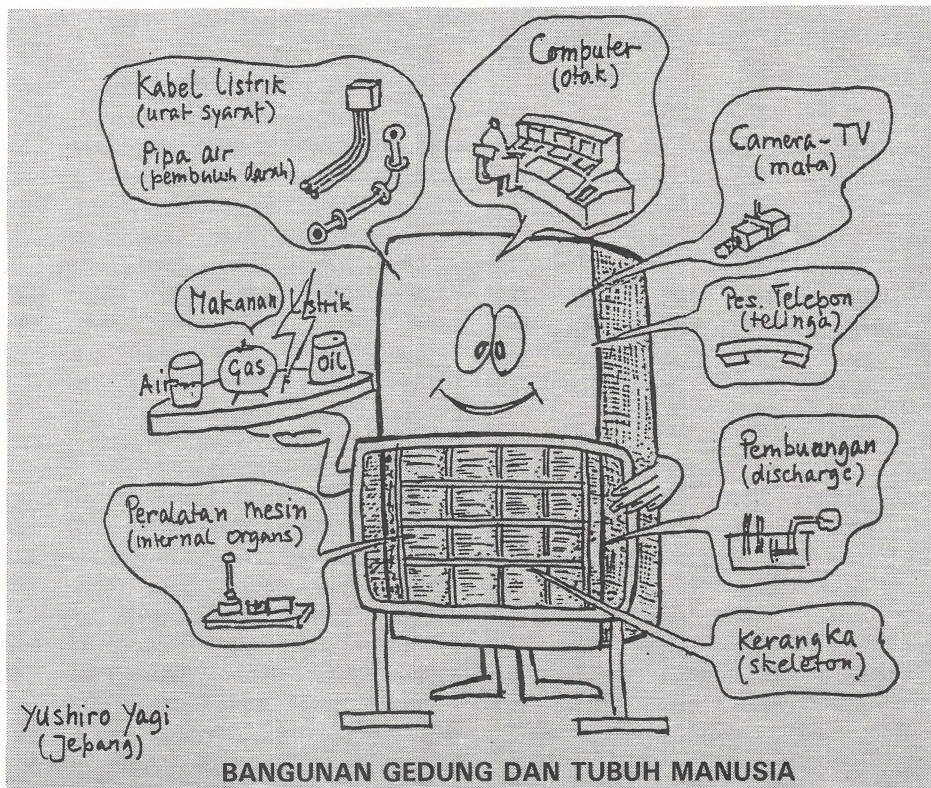 Kabel Listrik
(urat syarat)
Pipa air
(pembuluh darah)
Computer
(otak)
Camera-TV
(mata)
Makanan
Listrik
Air
Gas
Oil
Pes. Telepon
(telinga)
Peralatan mesin
(internal organs)
Pembuangan
(discharge)
Kerangka
(skeleton)
Yushiro Yagi
(Jepang)
BANGUNAN GEDUNG DAN TUBUH MANUSIA